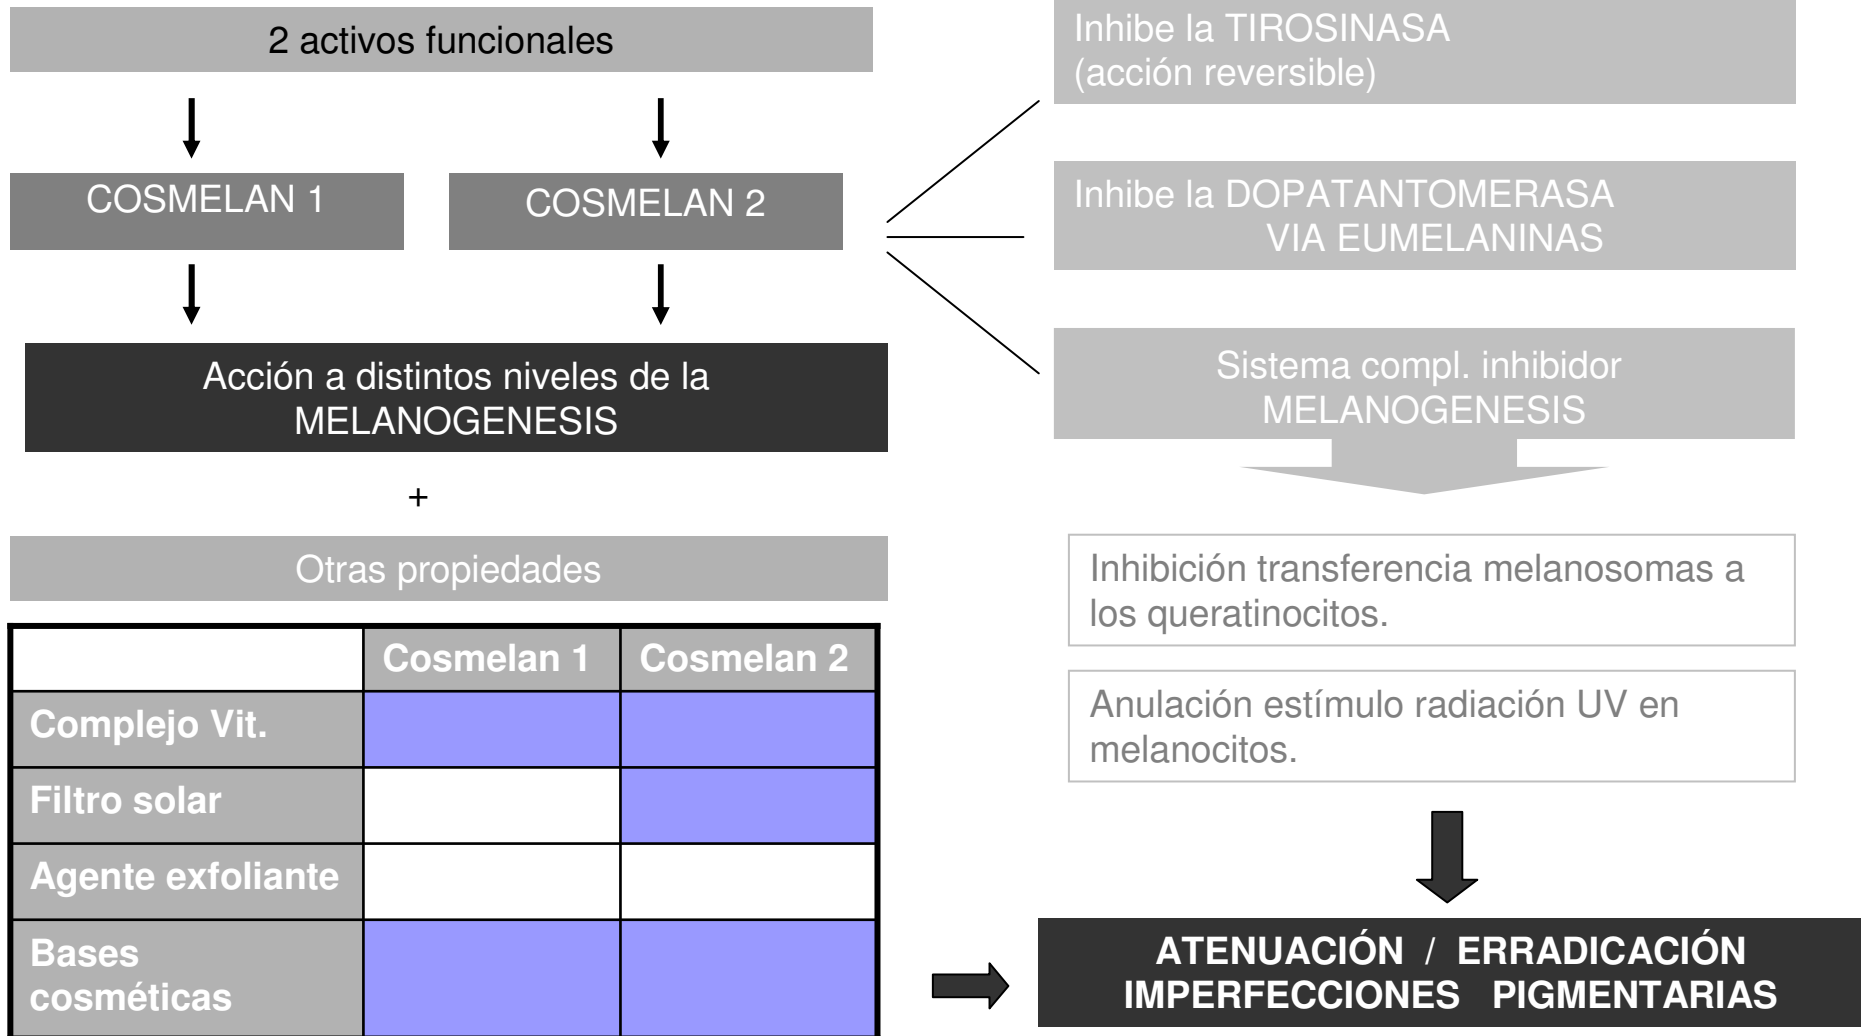 2 activos funcionales
COSMELAN 1
COSMELAN 2
Acción a distintos niveles de la
MELANOGENESIS
+
Otras propiedades
Cosmelan 1 Cosmelan 2
Complejo Vit.
Filtro solar
Agente exfoliante
Bases
cosméticas
Inhibe la TIROSINASA
(acción reversible)
Inhibe la DOPATANTOMERASA
VIA EUMELANINAS
Sistema compl. inhibidor
MELANOGENESIS
Inhibición transferencia melanosomas a
los queratinocitos.
Anulación estímulo radiación UV en
melanocitos.
ATENUACIÓN / ERRADICACIÓN
IMPERFECCIONES PIGMENTARIAS